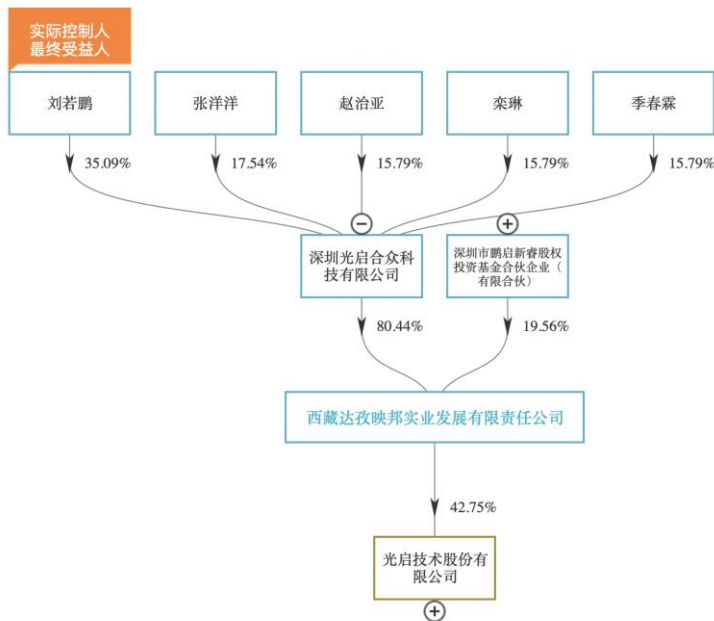 实际控制人
最终受益人
刘若鹏
张洋洋
赵治亚
栾琳
季春霖
35.09%
17.54%
15.79%
15.79%
15.79%
深圳光启合众科
技有限公司
深圳市鹏启新睿股权
投资基金合伙企业（
有限合伙）
80.44%
19.56%
西藏达孜映邦实业发展有限责任公司
42.75%
光启技术股份有
限公司